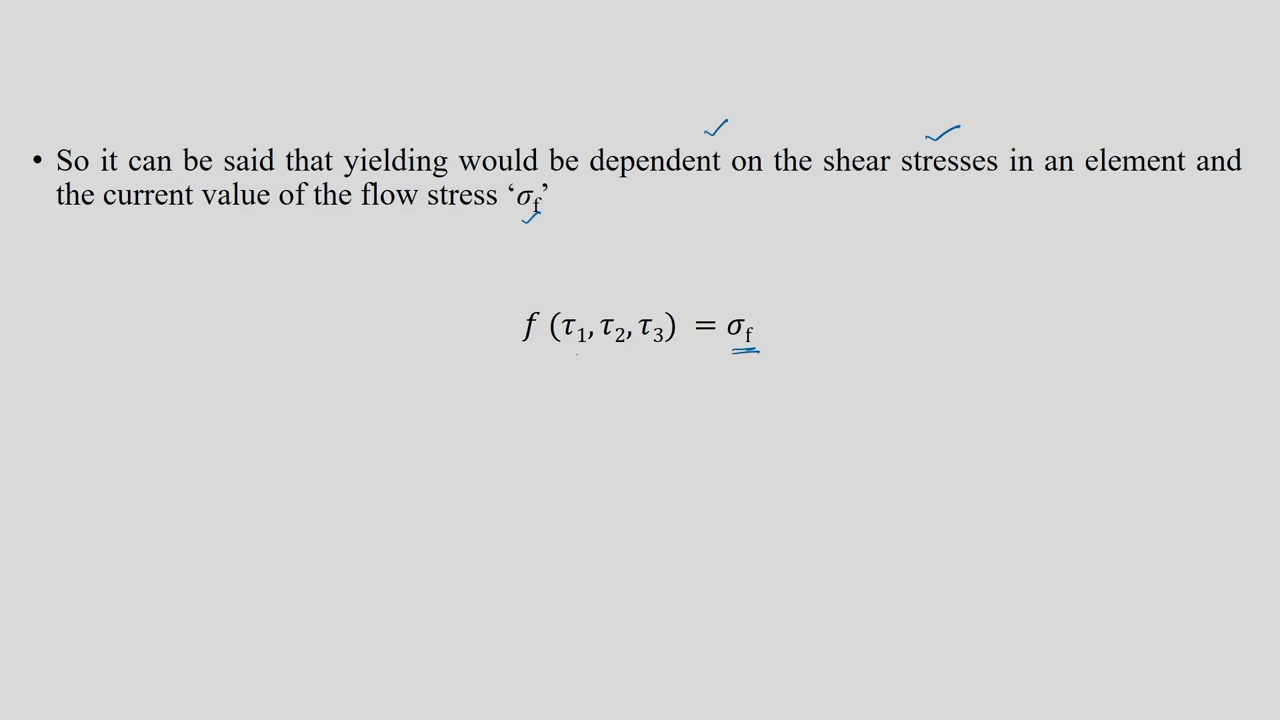 • So it can be said that yielding would be dependent on the shear stresses in an element and
the current value of the flow stress ‘σf’
f (τ1, τ2, τ3) = σf